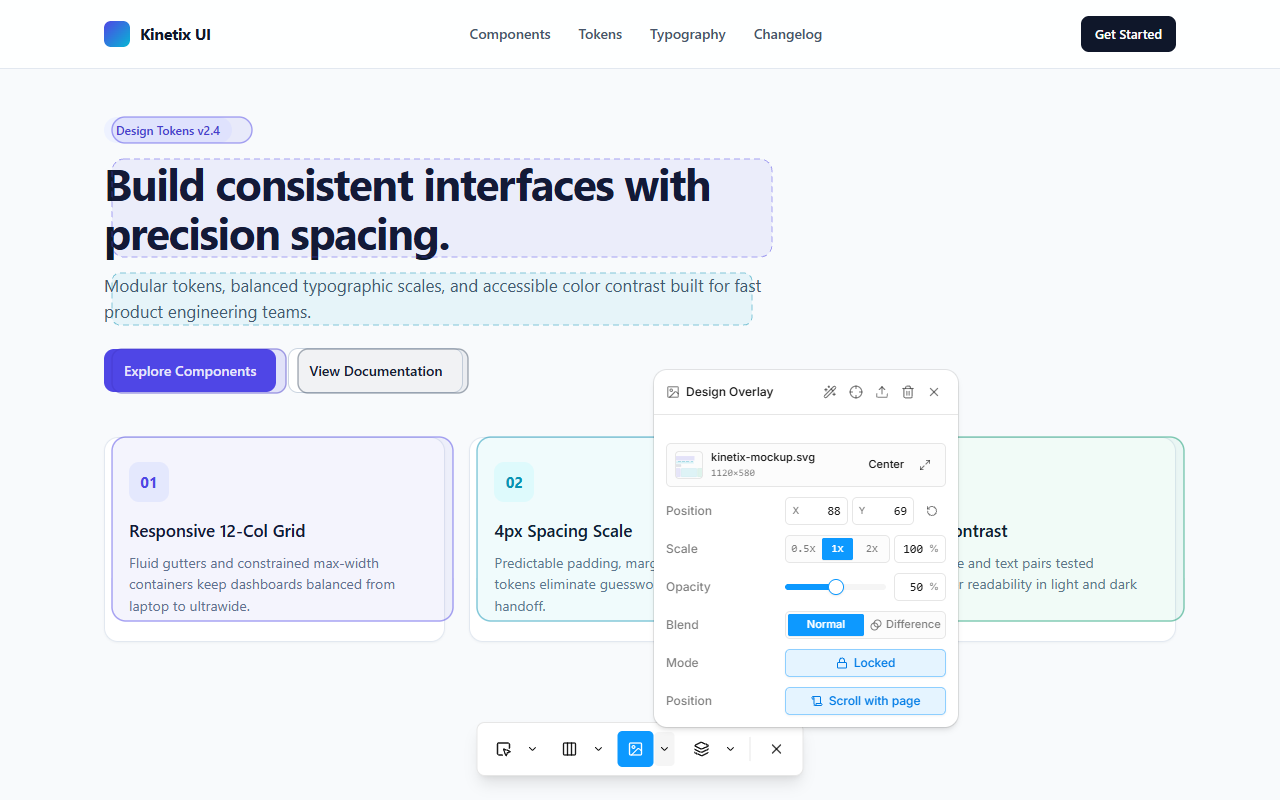 Kinetix UI
Components
Tokens
Typography
Changelog
Get Started
Design Tokens v2.4
Build consistent interfaces with
precision spacing.
Modular tokens, balanced typographic scales, and accessible color contrast built for fast
product engineering teams.
Explore Components
View Documentation
01
Responsive 12-Col Grid
Fluid gutters and constrained max-width
containers keep dashboards balanced from
laptop to ultrawide.
02
4px Spacing Scale
Predictable padding,
tokens eliminate
handoff.
and text pairs tested
readability in light and dark
Design Overlay
kinetix-mockup.svg
1120×580
Center
Position
X 88
Y 69
Scale
0.5x
1x
2x
100 %
Opacity
50 %
Blend
Normal
Difference
Mode
Locked
Position
Scroll with page